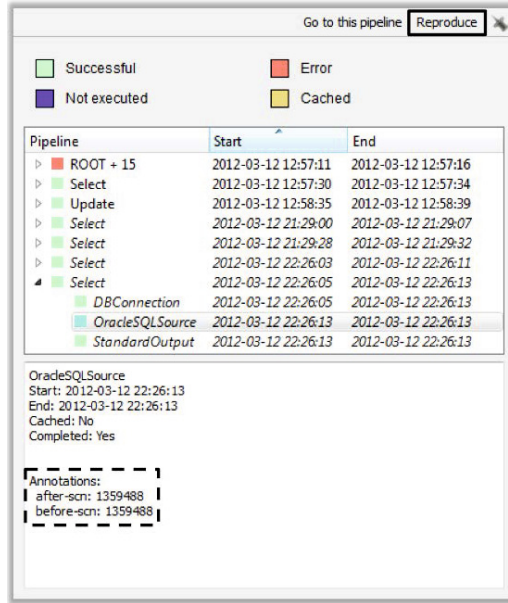 Go to this pipeline Reproduce
Successful Error
Not executed Cached
Pipeline Start End
ROOT + 15 2012-03-12 12:57:11 2012-03-12 12:57:16
Select 2012-03-12 12:57:30 2012-03-12 12:57:34
Update 2012-03-12 12:58:35 2012-03-12 12:58:39
Select 2012-03-12 21:29:00 2012-03-12 21:29:07
Select 2012-03-12 21:29:28 2012-03-12 21:29:32
Select 2012-03-12 22:26:03 2012-03-12 22:26:11
Select 2012-03-12 22:26:05 2012-03-12 22:26:13
DBConnection 2012-03-12 22:26:05 2012-03-12 22:26:13
OracleSQLSource 2012-03-12 22:26:13 2012-03-12 22:26:13
StandardOutput 2012-03-12 22:26:13 2012-03-12 22:26:13
OracleSQLSource
Start: 2012-03-12 22:26:13
End: 2012-03-12 22:26:13
Cached: No
Completed: Yes
Annotations:
after-scn: 1359488
before-scn: 1359488